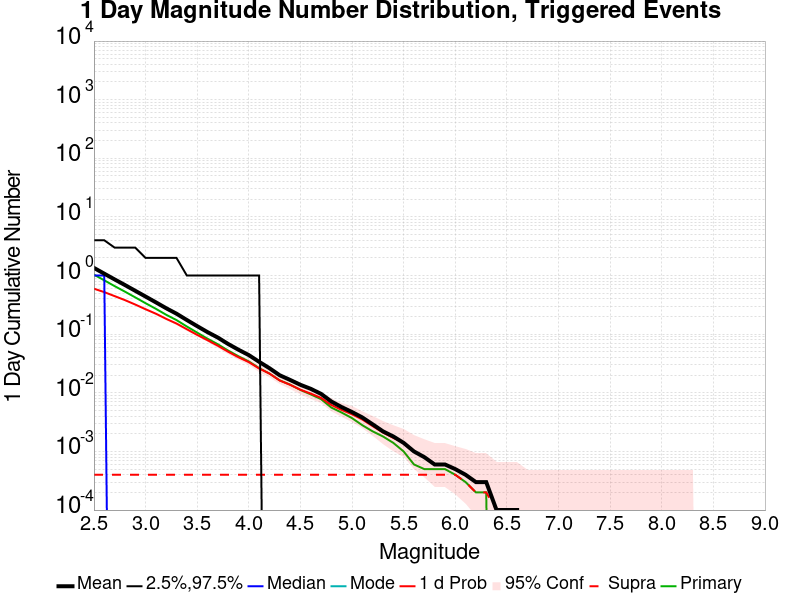 1 Day Magnitude Number Distribution, Triggered Events
10^4
10^3
10^2
10^1
10^0
10^-1
10^-2
10^-3
10^-4
1 Day Cumulative Number
2.5 3.0 3.5 4.0 4.5 5.0 5.5 6.0 6.5 7.0 7.5 8.0 8.5 9.0
Magnitude
Mean 2.5%,97.5% Median Mode 1 d Prob 95% Conf Supra Primary